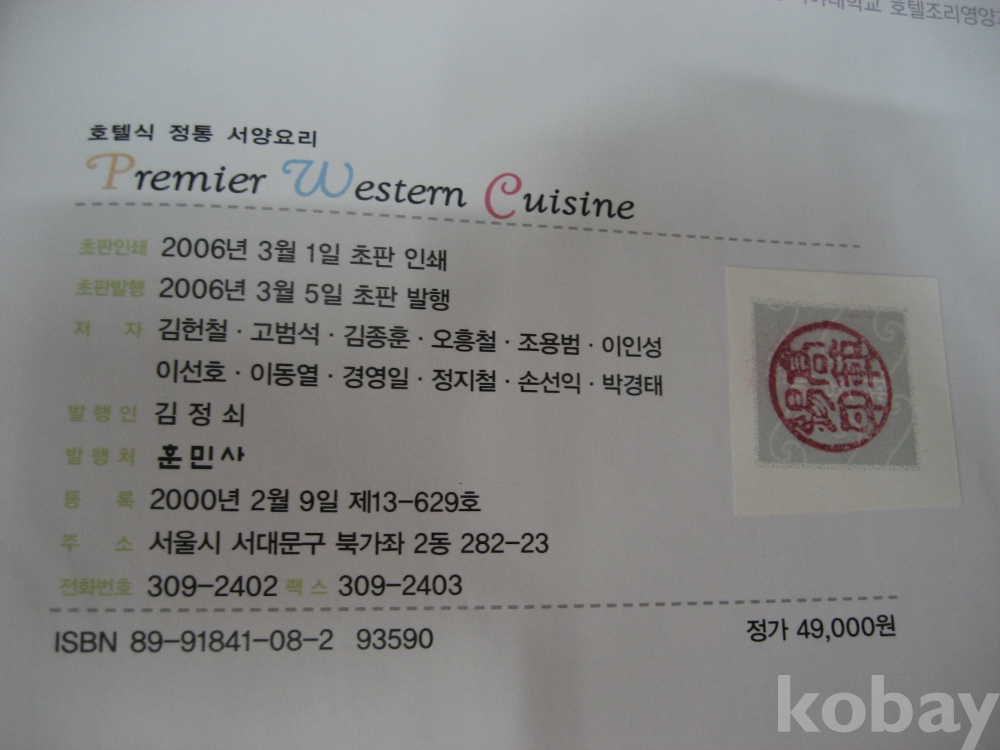 호텔조리영양
호텔식 정통 서양요리
Premier Western Cuisine
초판인쇄 2006년 3월 1일 초판 인쇄
초판발행 2006년 3월 5일 초판 발행
저 자 김헌철 · 고범석 · 김종훈 · 오흥철 · 조용범 · 이인성
이선호 · 이동열 · 경영일 · 정지철 · 손선익 · 박경태
발행인 김정쇠
발행처 훈민사
등 록 2000년 2월 9일 제13-629호
주 소 서울시 서대문구 북가좌 2동 282-23
전화번호 309-2402 팩스 309-2403
ISBN 89-91841-08-2 93590
정가 49,000원
kobay